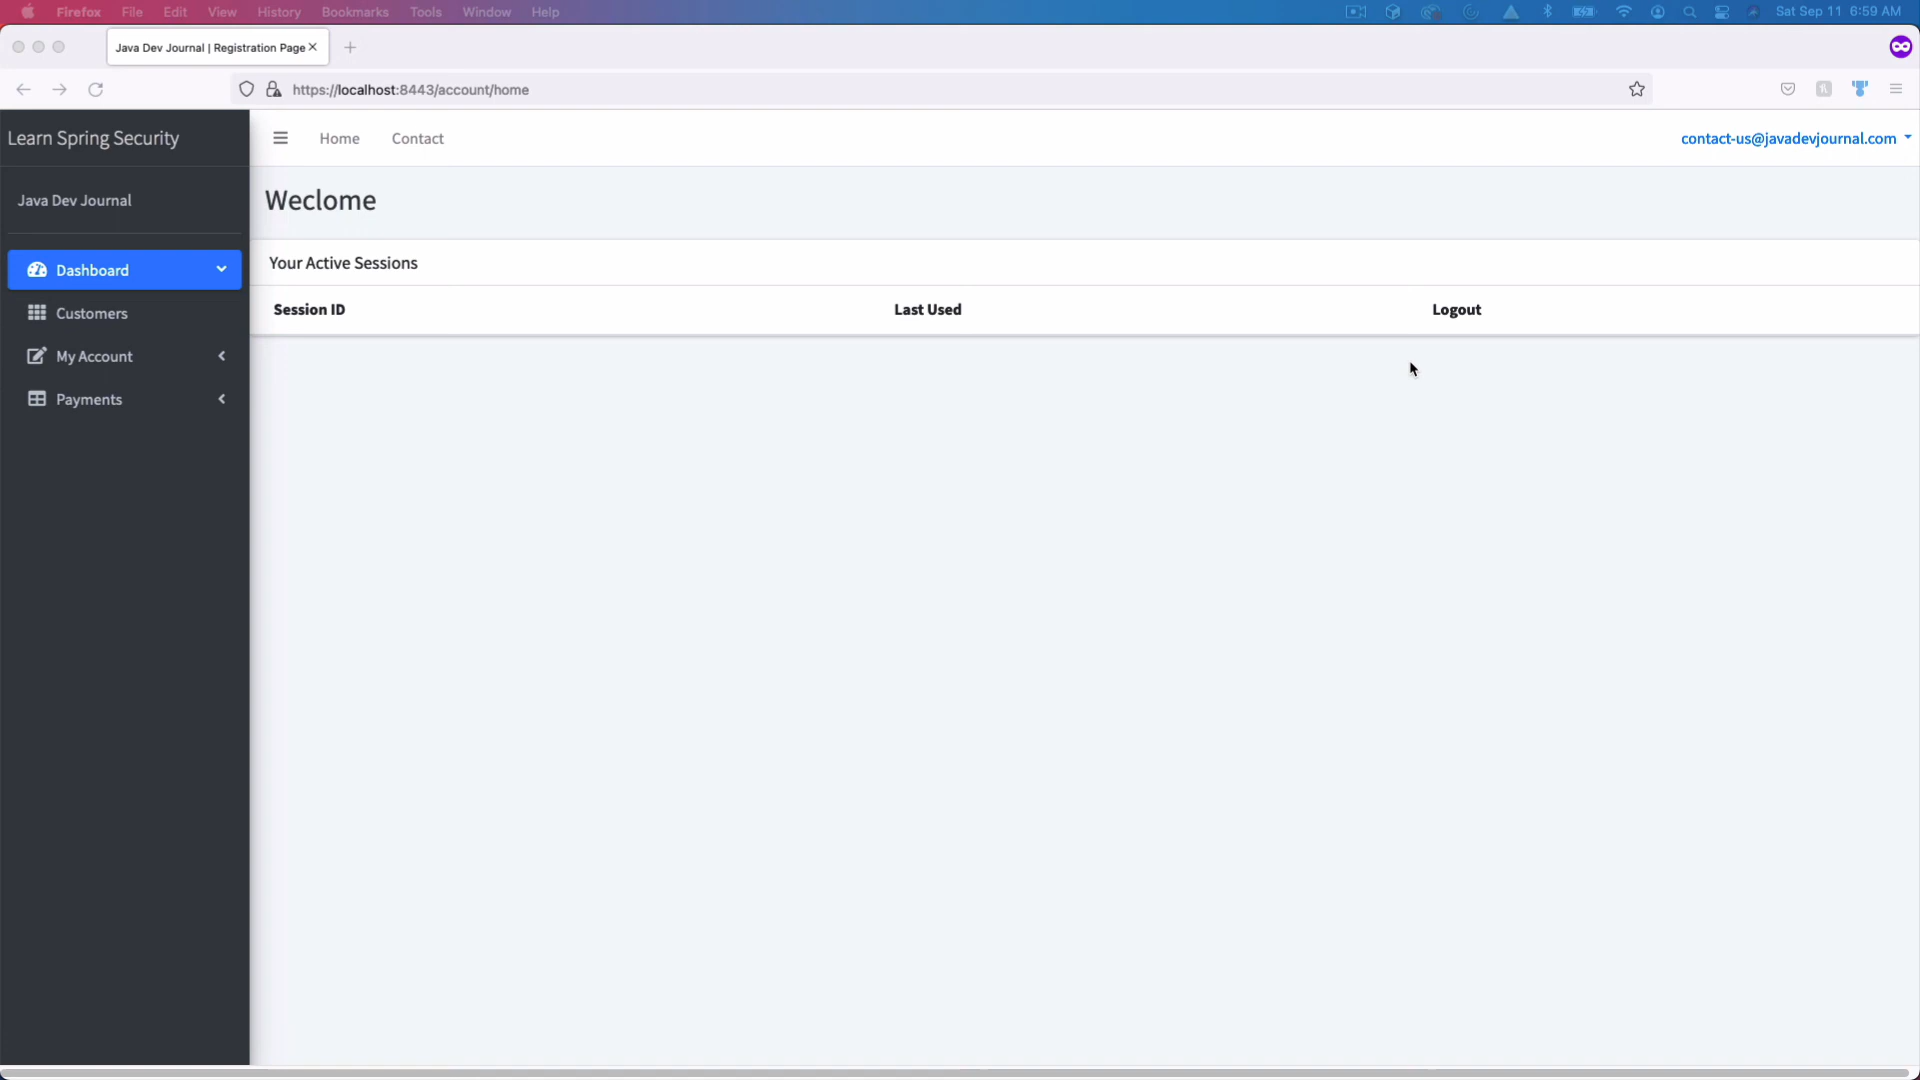 Firefox File Edit View History Bookmarks Tools Window Help Sat Sep 11 6:59 AM
Java Dev Journal | Registration Page
https://localhost:8443/account/home
Learn Spring Security
Home Contact contact-us@javadevjournal.com
Java Dev Journal
Weclome
Dashboard
Customers
My Account
Payments
Your Active Sessions
Session ID Last Used Logout